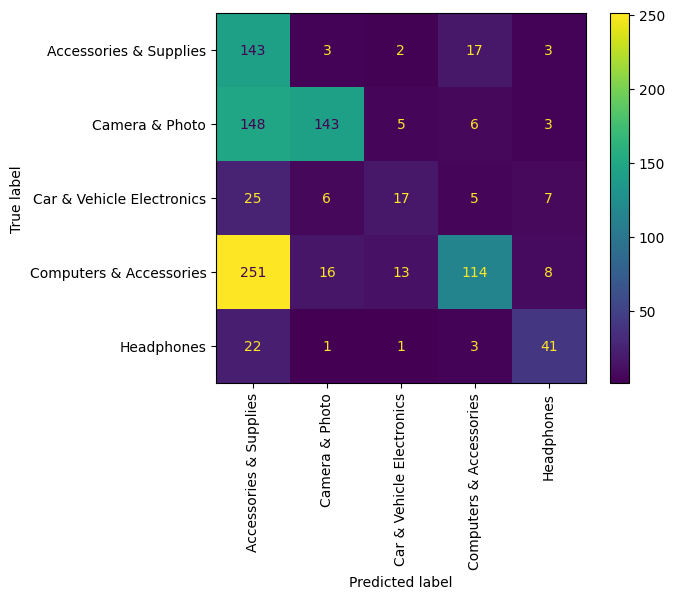 Accessories & Supplies 143 3 2 17 3
Camera & Photo 148 143 5 6 3
Car & Vehicle Electronics 25 6 17 5 7
Computers & Accessories 251 16 13 114 8
Headphones 22 1 1 3 41
True label
Accessories & Supplies
Camera & Photo
Car & Vehicle Electronics
Computers & Accessories
Headphones
Predicted label
250
200
150
100
50